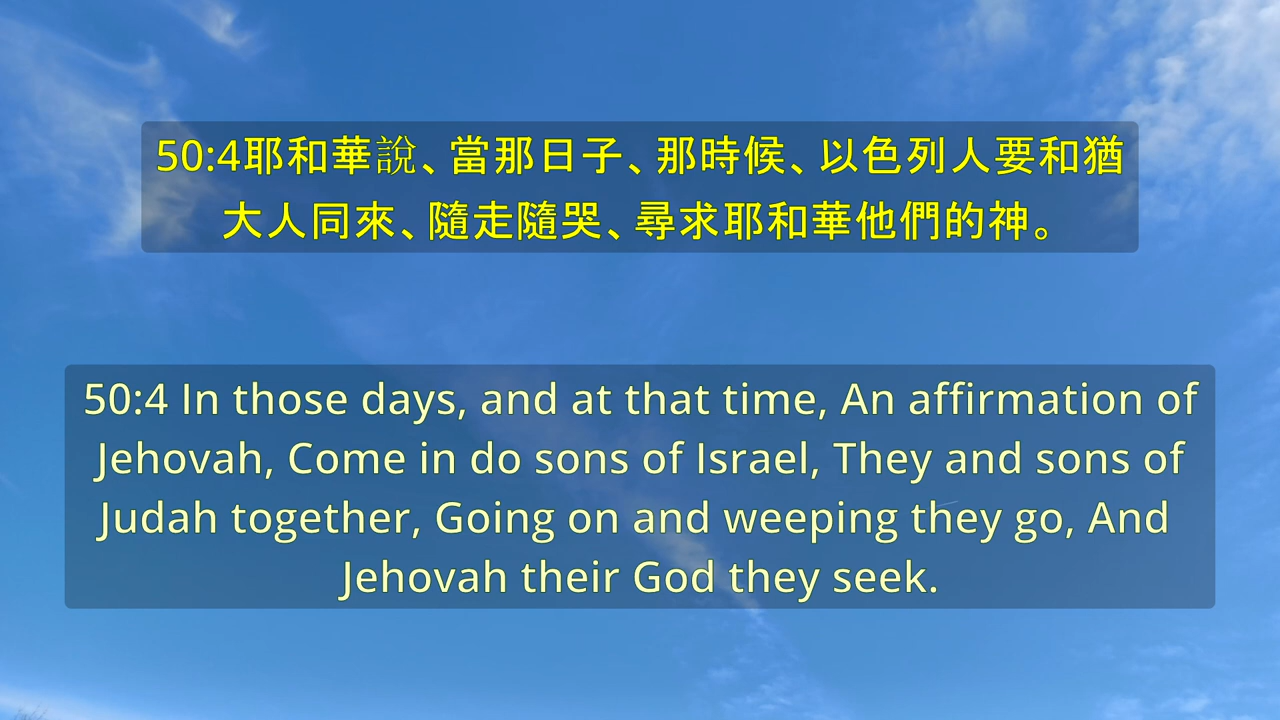 50:4耶和華說、當那日子、那時候、以色列人要和猶
大人同來、隨走隨哭、尋求耶和華他們的神。
50:4 In those days, and at that time, An affirmation of
Jehovah, Come in do sons of Israel, They and sons of
Judah together, Going on and weeping they go, And
Jehovah their God they seek.